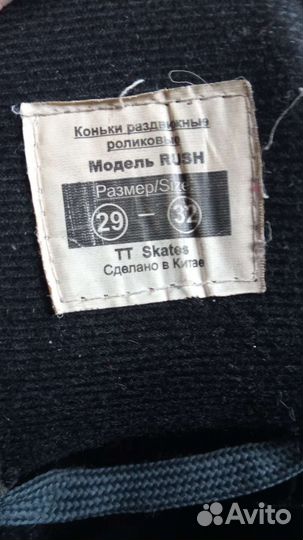 Коньки раздвижные
роликовые
Модель RUSH
Размер/Size
29 – 32
TT Skates
Сделано в Китае
Avito